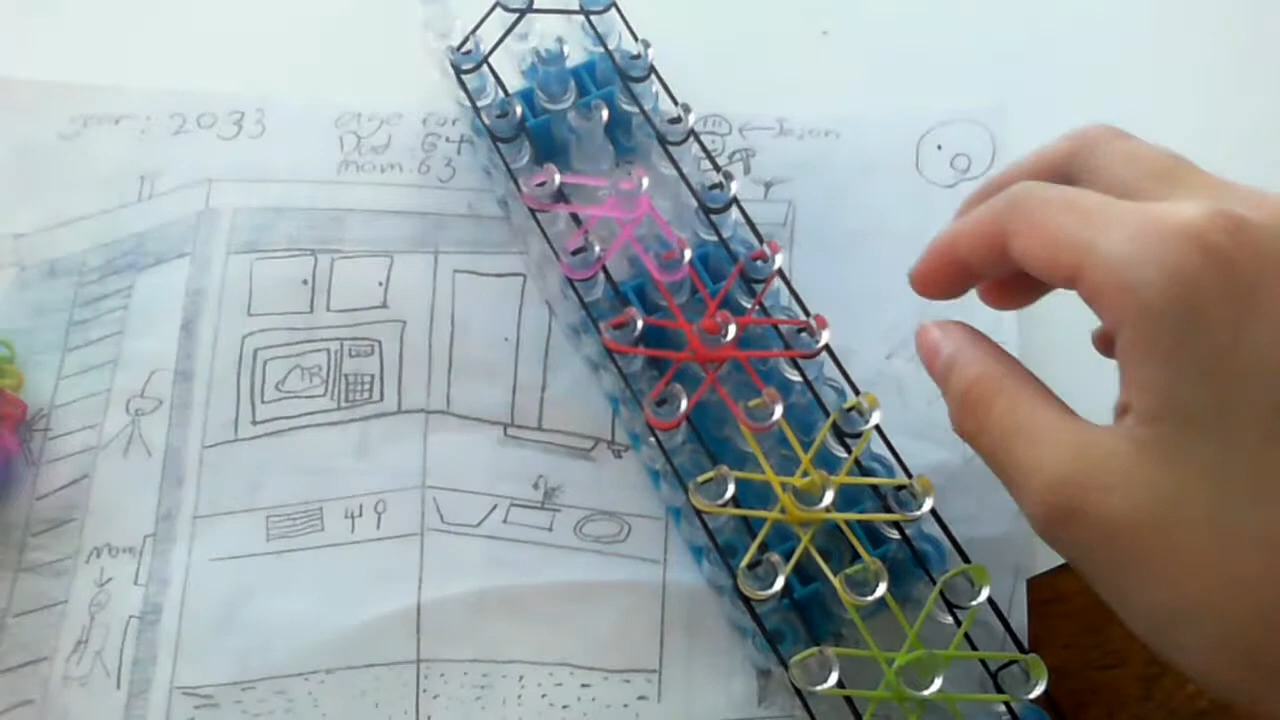 year: 2033
age for
Dad 64
mom: 63
←Jason
mom